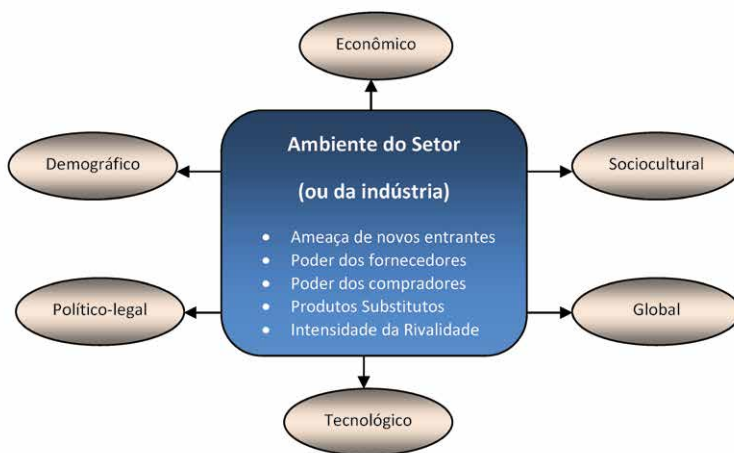 Econômico
Ambiente do Setor
Demográfico
Sociocultural
(ou da indústria)
• Ameaça de novos entrantes
• Poder dos fornecedores
• Poder dos compradores
• Produtos Substitutos
• Intensidade da Rivalidade
Político-legal
Global
Tecnológico